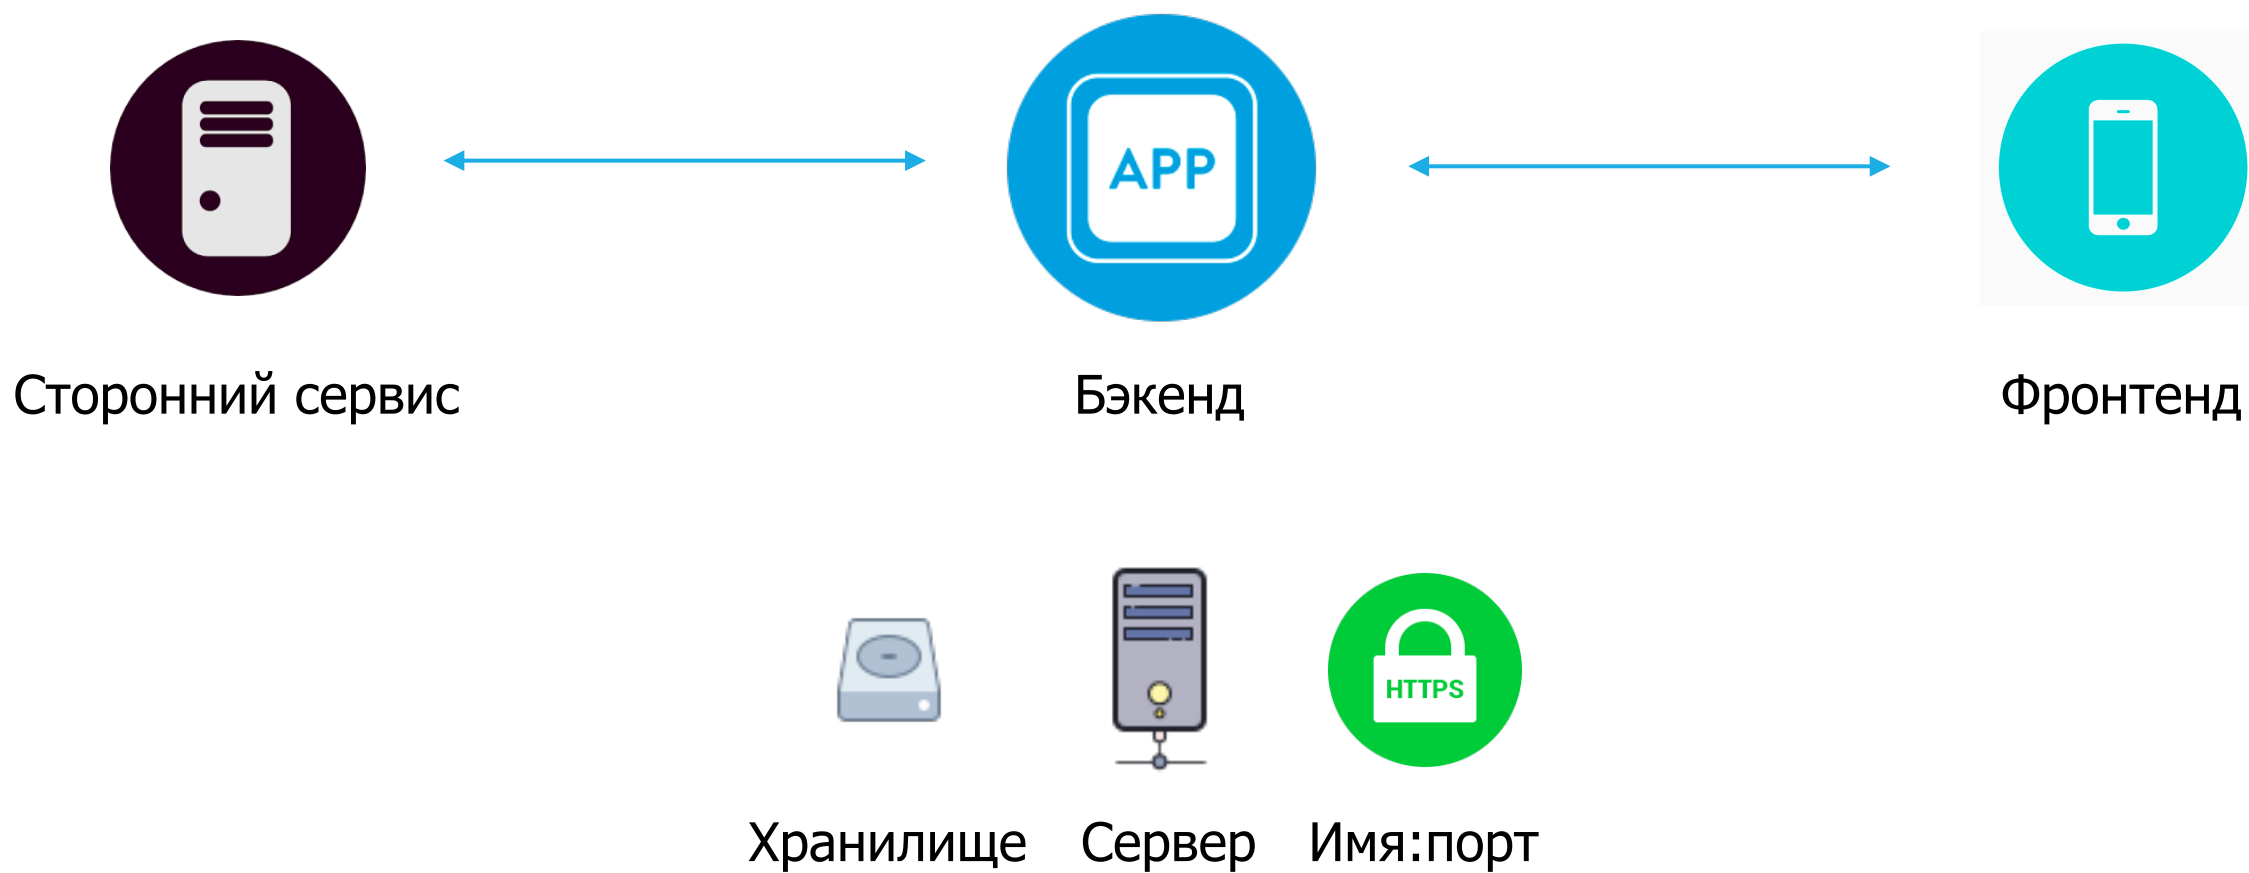 APP
Сторонний сервис
Бэкенд
Фронтенд
HTTPS
Хранилище
Сервер
Имя:порт